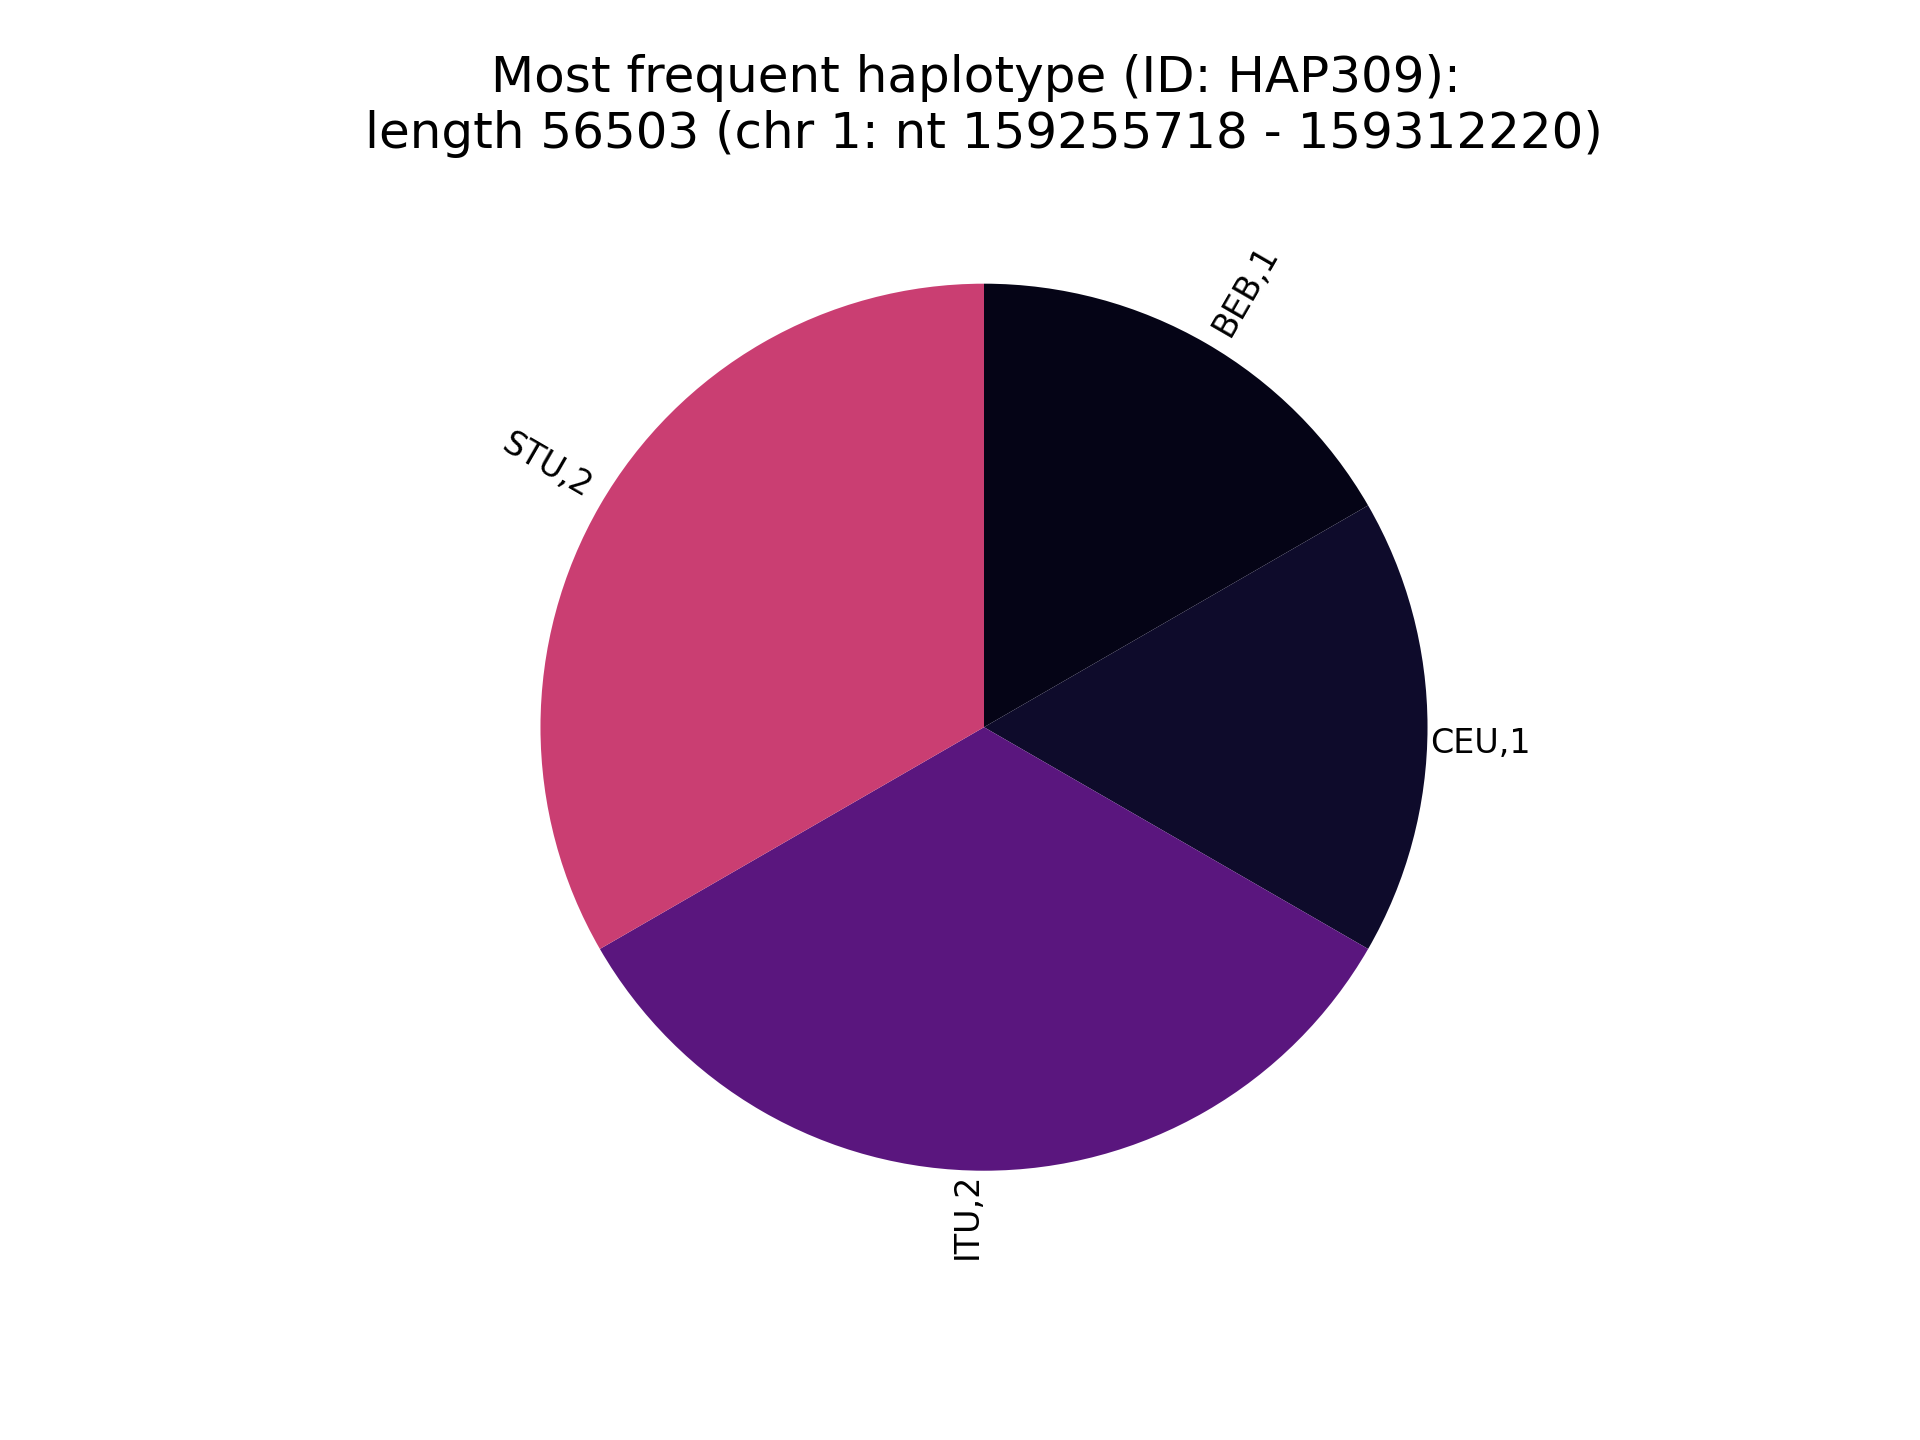 Most frequent haplotype (ID: HAP309):
length 56503 (chr 1: nt 159255718 - 159312220)
BEB,1
STU,2
CEU,1
ITU,2